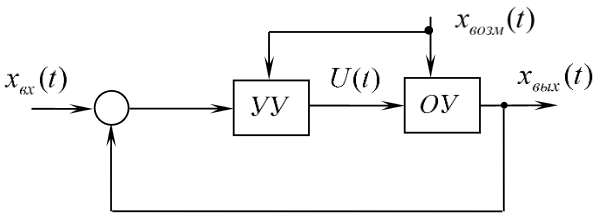 x_возм(t)
x_вх(t)
U(t)
x_вых(t)
УУ
ОУ